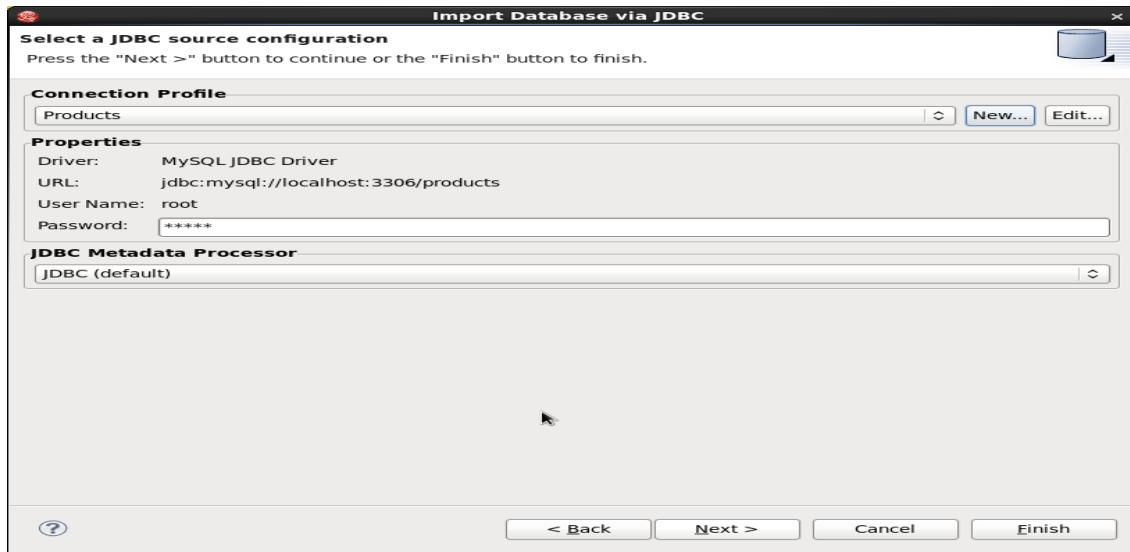 Import Database via JDBC
Select a JDBC source configuration
Press the "Next >" button to continue or the "Finish" button to finish.
Connection Profile
Products New... Edit...
Properties
Driver: MySQL JDBC Driver
URL: jdbc:mysql://localhost:3306/products
User Name: root
Password: *****
JDBC Metadata Processor
JDBC (default)
? < Back Next > Cancel Finish